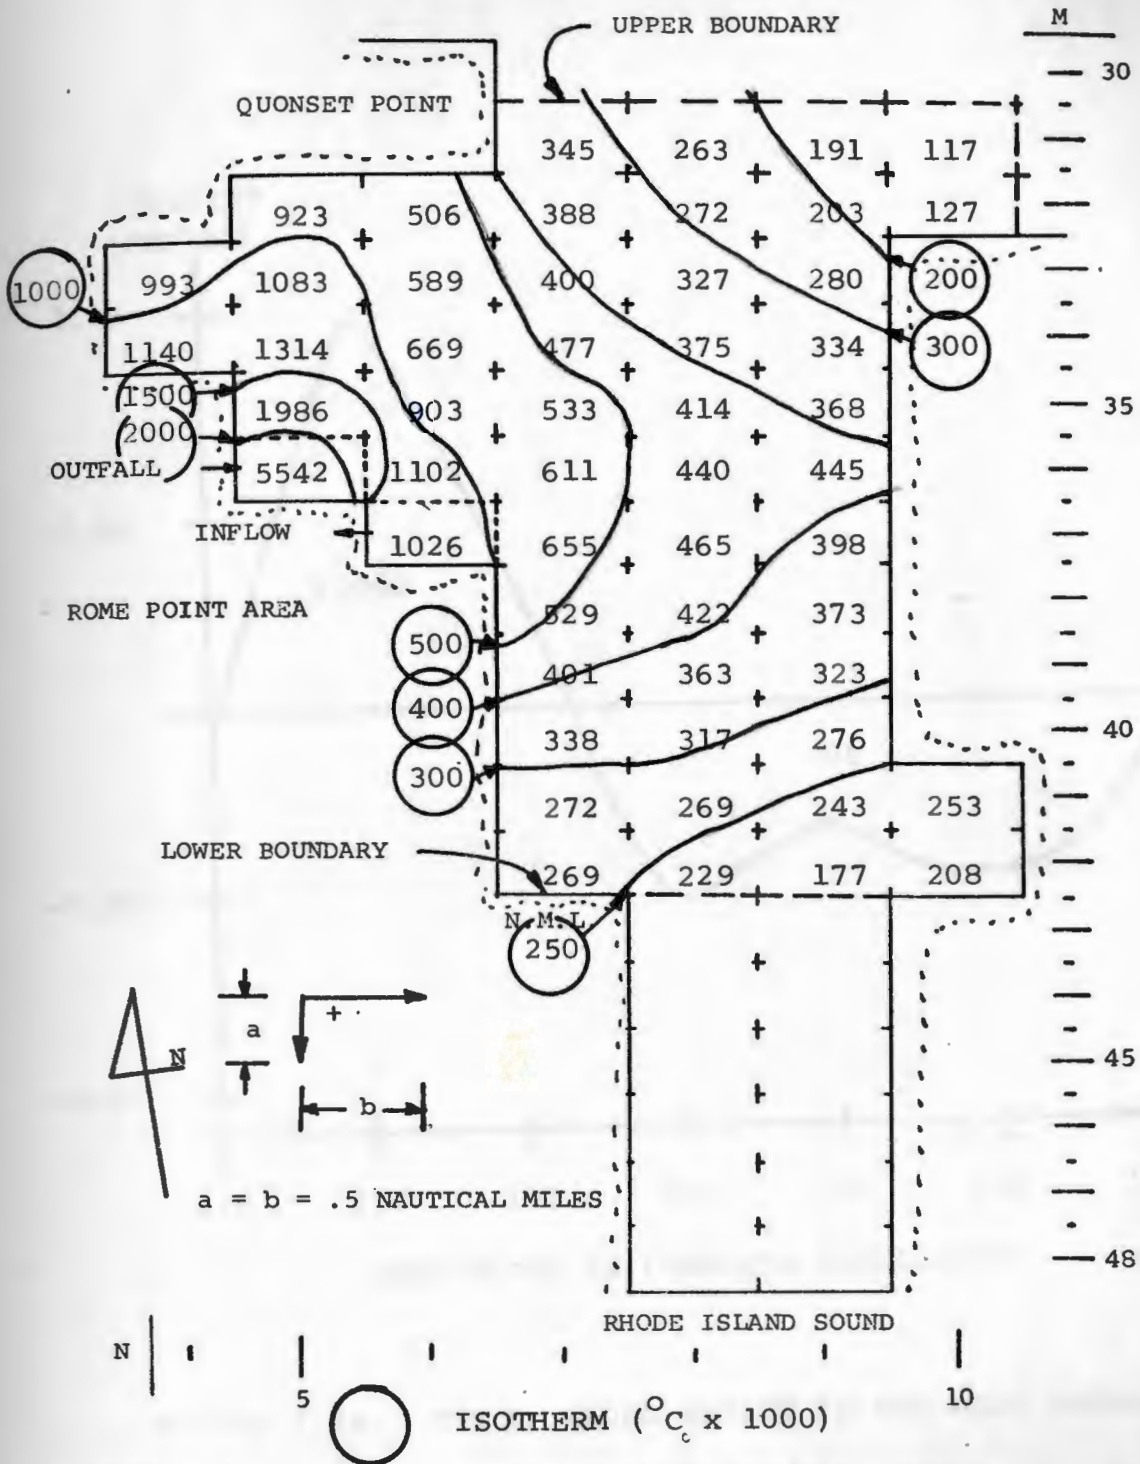 M
UPPER BOUNDARY
30
QUONSET POINT
345 263 191 117
923 506 388 272 203 127
1000 993 1083 589 400 327 280 200
1140 1314 669 477 375 334 300
1500 1986 903 533 414 368 35
2000
OUTFALL 5542 1102 611 440 445
INFLOW 1026 655 465 398
ROME POINT AREA
529 422 373
500
401 363 323
400
338 317 276 40
300
272 269 243 253
LOWER BOUNDARY
269 229 177 208
N.M.L.
250
+
a
N
45
b
a = b = .5 NAUTICAL MILES
48
RHODE ISLAND SOUND
N
5 10
ISOTHERM (°C x 1000)